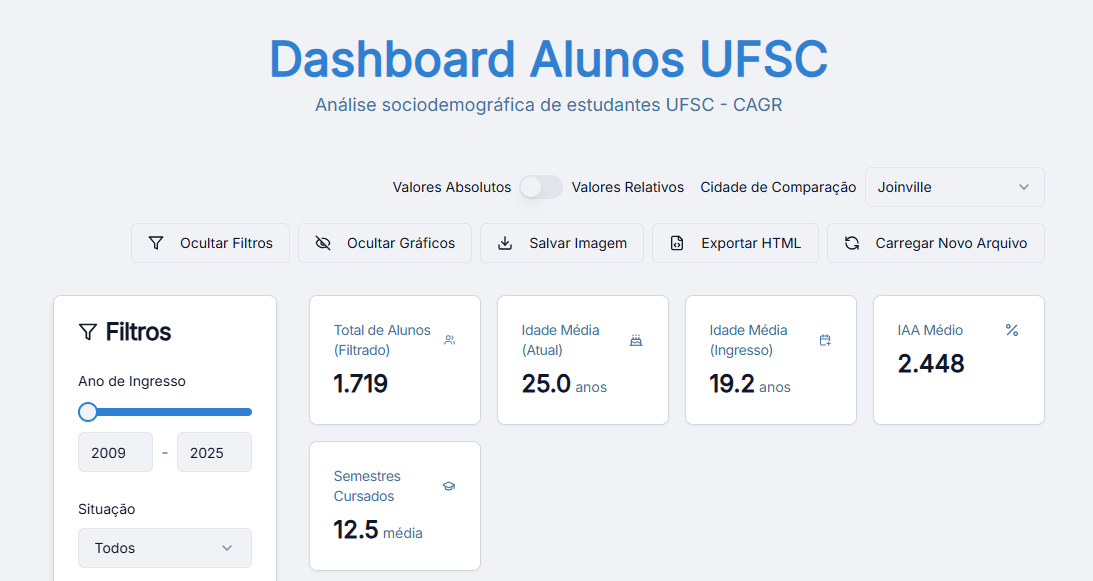 Dashboard Alunos UFSC
Análise sociodemográfica de estudantes UFSC - CAGR
Valores Absolutos Valores Relativos Cidade de Comparação Joinville
Ocultar Filtros Ocultar Gráficos Salvar Imagem Exportar HTML Carregar Novo Arquivo
Filtros
Ano de Ingresso
2009 - 2025
Situação
Todos
Total de Alunos
(Filtrado)
1.719
Idade Média
(Atual)
25.0 anos
Idade Média
(Ingresso)
19.2 anos
IAA Médio
2.448
Semestres
Cursados
12.5 média